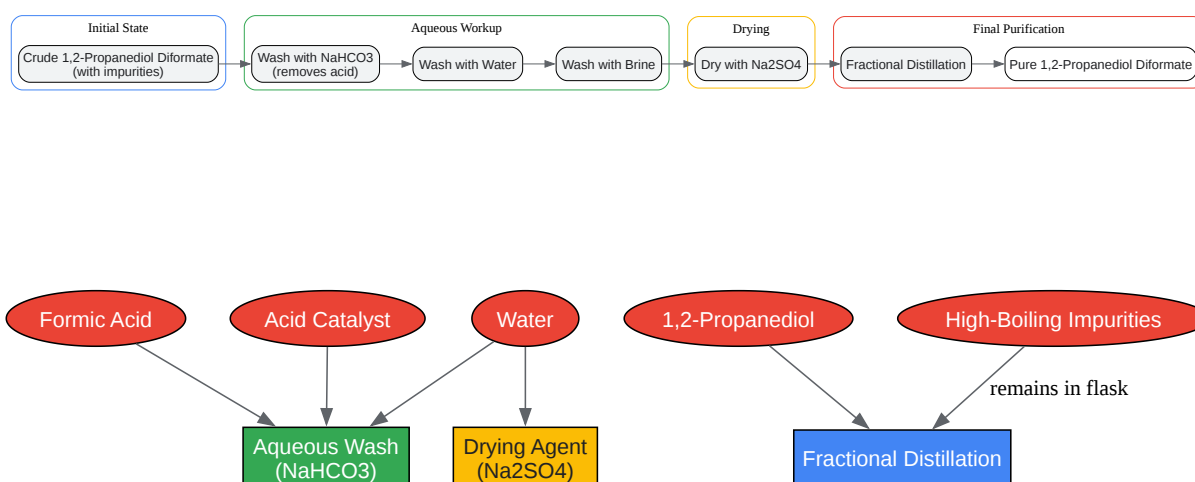 Initial State
Aqueous Workup
Drying
Final Purification
Crude 1,2-Propanediol Diformate
(with impurities)
Wash with NaHCO3
(removes acid)
Wash with Water
Wash with Brine
Dry with Na2SO4
Fractional Distillation
Pure 1,2-Propanediol Diformate
Formic Acid
Acid Catalyst
Water
1,2-Propanediol
High-Boiling Impurities
remains in flask
Aqueous Wash
(NaHCO3)
Drying Agent
(Na2SO4)
Fractional Distillation